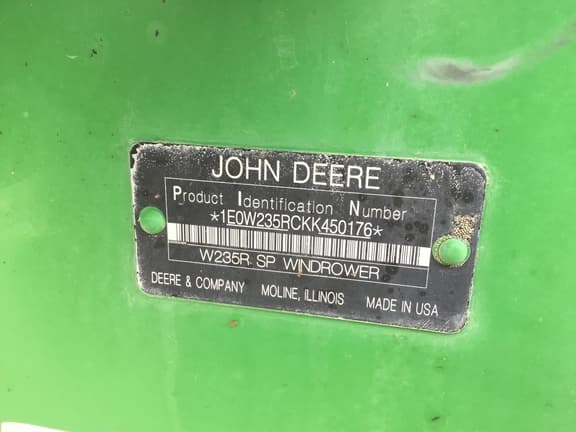 JOHN DEERE
Product Identification Number
*1E0W235RCKK450176*
W235R SP WINDROWER
DEERE & COMPANY MOLINE, ILLINOIS MADE IN USA